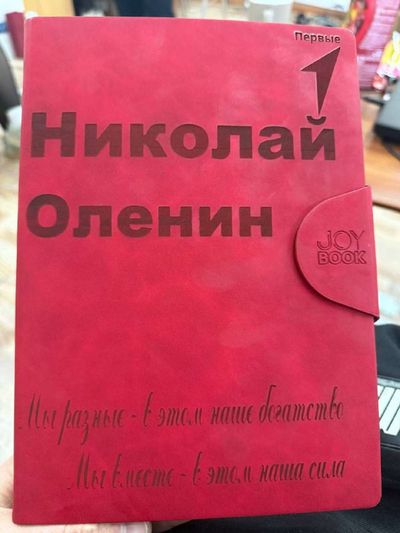 Первые
Николай
Оленин
JOY
BOOK
Мы разные - в этом наше богатство
Мы вместе - в этом наша сила